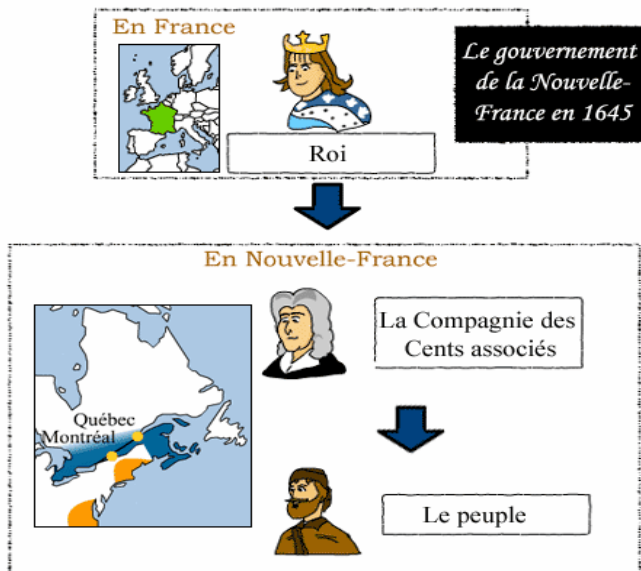 En France
Le gouvernement
de la Nouvelle-
France en 1645
Roi
En Nouvelle-France
La Compagnie des
Cents associés
Québec
Montréal
Le peuple